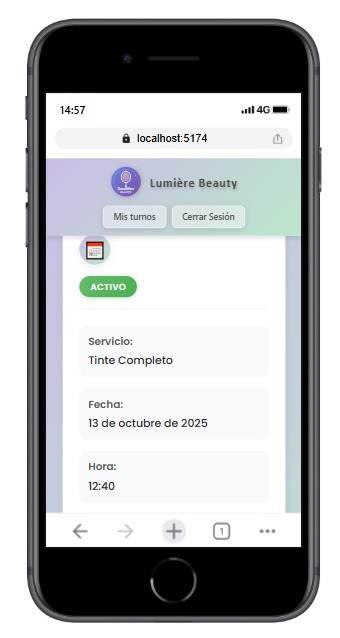 14:57
4G
localhost:5174
Lumière Beauty
Mis turnos
Cerrar Sesión
ACTIVO
Servicio:
Tinte Completo
Fecha:
13 de octubre de 2025
Hora:
12:40
1